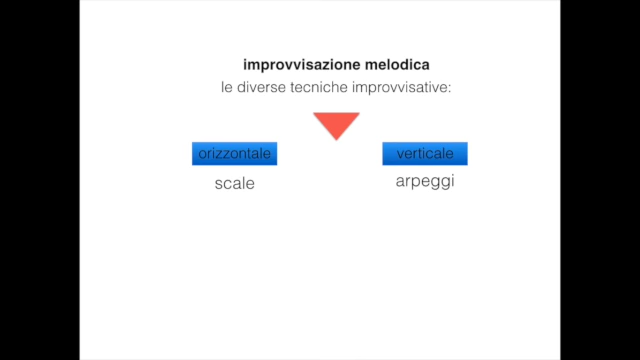 improvvisazione melodica
le diverse tecniche improvvisative:
orizzontale
verticale
scale
arpeggi